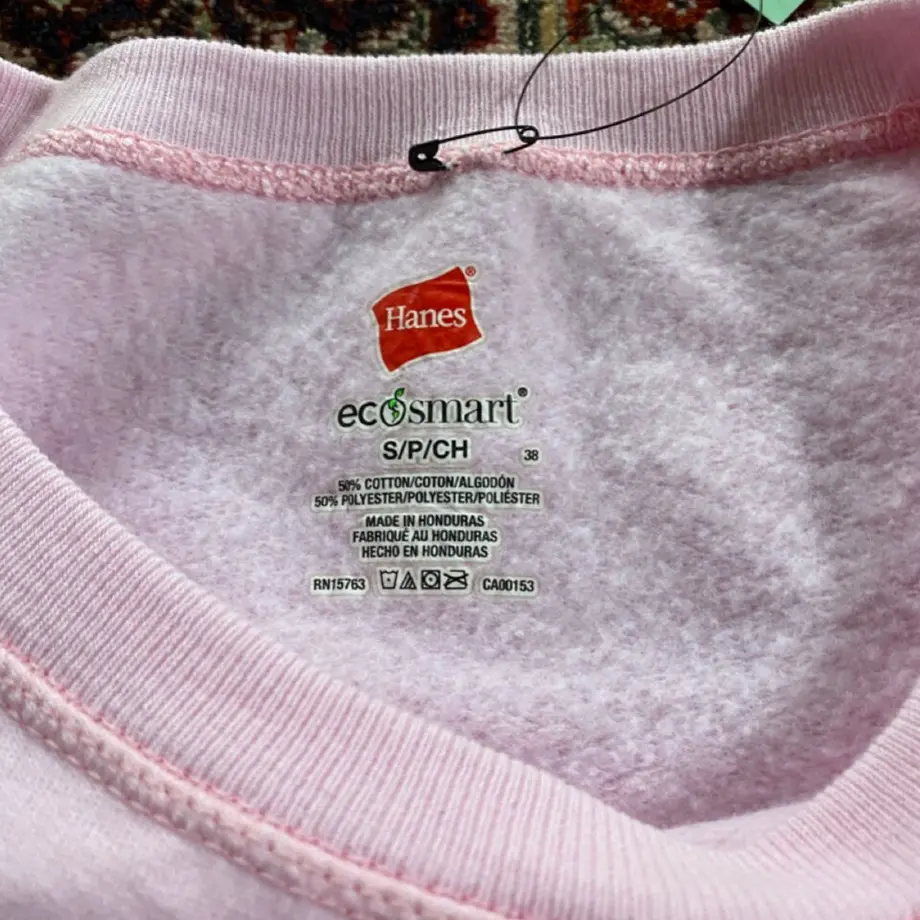 Hanes®
ecosmart®
S/P/CH 38
50% COTTON/COTON/ALGODÓN
50% POLYESTER/POLYESTER/POLIÉSTER
MADE IN HONDURAS
FABRIQUÉ AU HONDURAS
HECHO EN HONDURAS
RN15763 CA00153